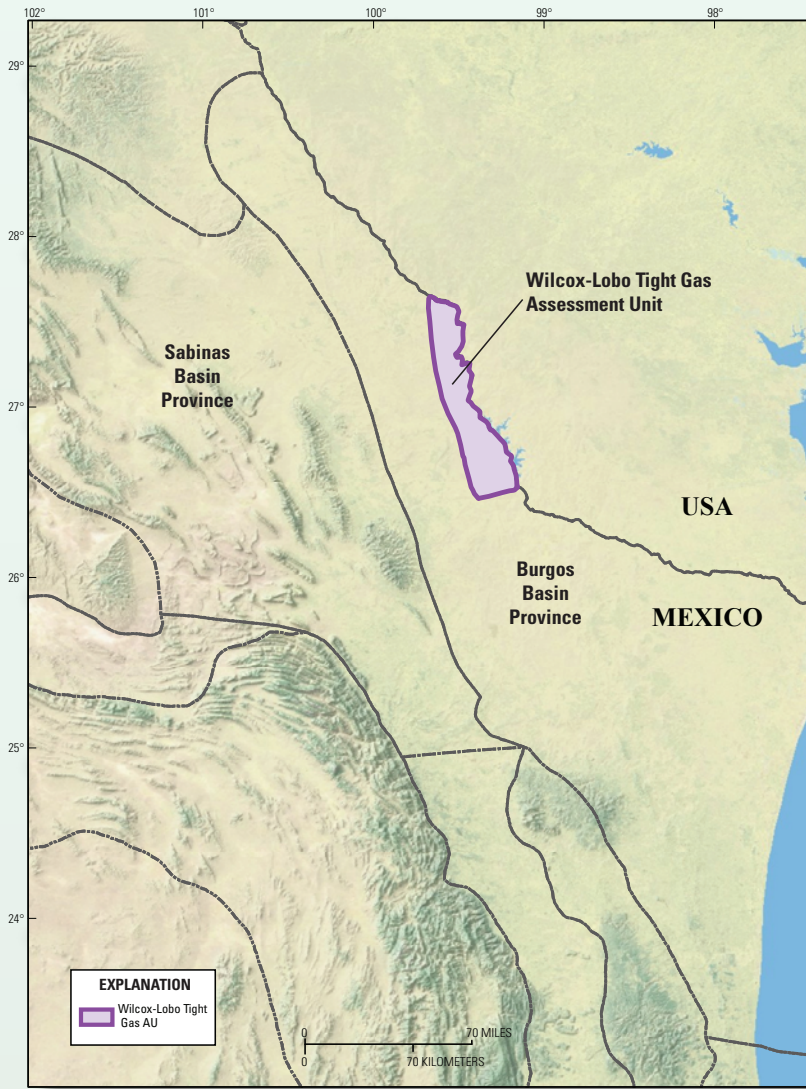 102°
101°
100°
99°
98°
29°
28°
27°
26°
25°
24°
Wilcox-Lobo Tight Gas
Assessment Unit
Sabinas
Basin
Province
USA
Burgos
Basin
Province
MEXICO
EXPLANATION
Wilcox-Lobo Tight
Gas AU
0
70 MILES
0
70 KILOMETERS